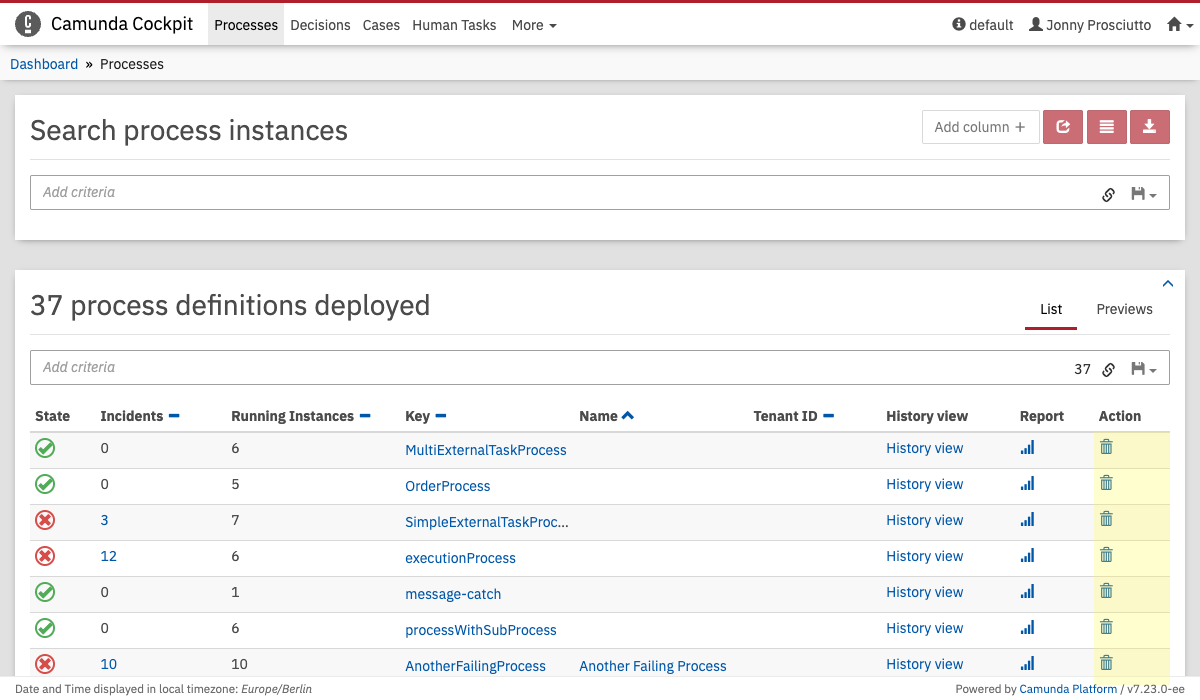 Camunda Cockpit Processes Decisions Cases Human Tasks More default Jonny Prosciutto
Dashboard » Processes
Search process instances Add column +
Add criteria
37 process definitions deployed List Previews
Add criteria 37
State Incidents Running Instances Key Name Tenant ID History view Report Action
0 6 MultiExternalTaskProcess History view
0 5 OrderProcess History view
3 7 SimpleExternalTaskProc... History view
12 6 executionProcess History view
0 1 message-catch History view
0 6 processWithSubProcess History view
10 10 AnotherFailingProcess Another Failing Process History view
Date and Time displayed in local timezone: Europe/Berlin Powered by Camunda Platform / v7.23.0-ee